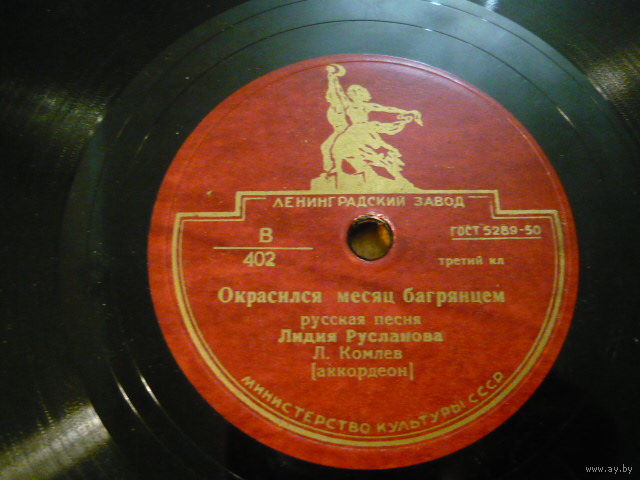 ЛЕНИНГРАДСКИЙ ЗАВОД
В
402
ГОСТ 5289-50
третий кл
Окрасился месяц багрянцем
русская песня
Лидия Русланова
Л. Комлев
[аккордеон]
МИНИСТЕРСТВО КУЛЬТУРЫ СССР
© www.ay.by